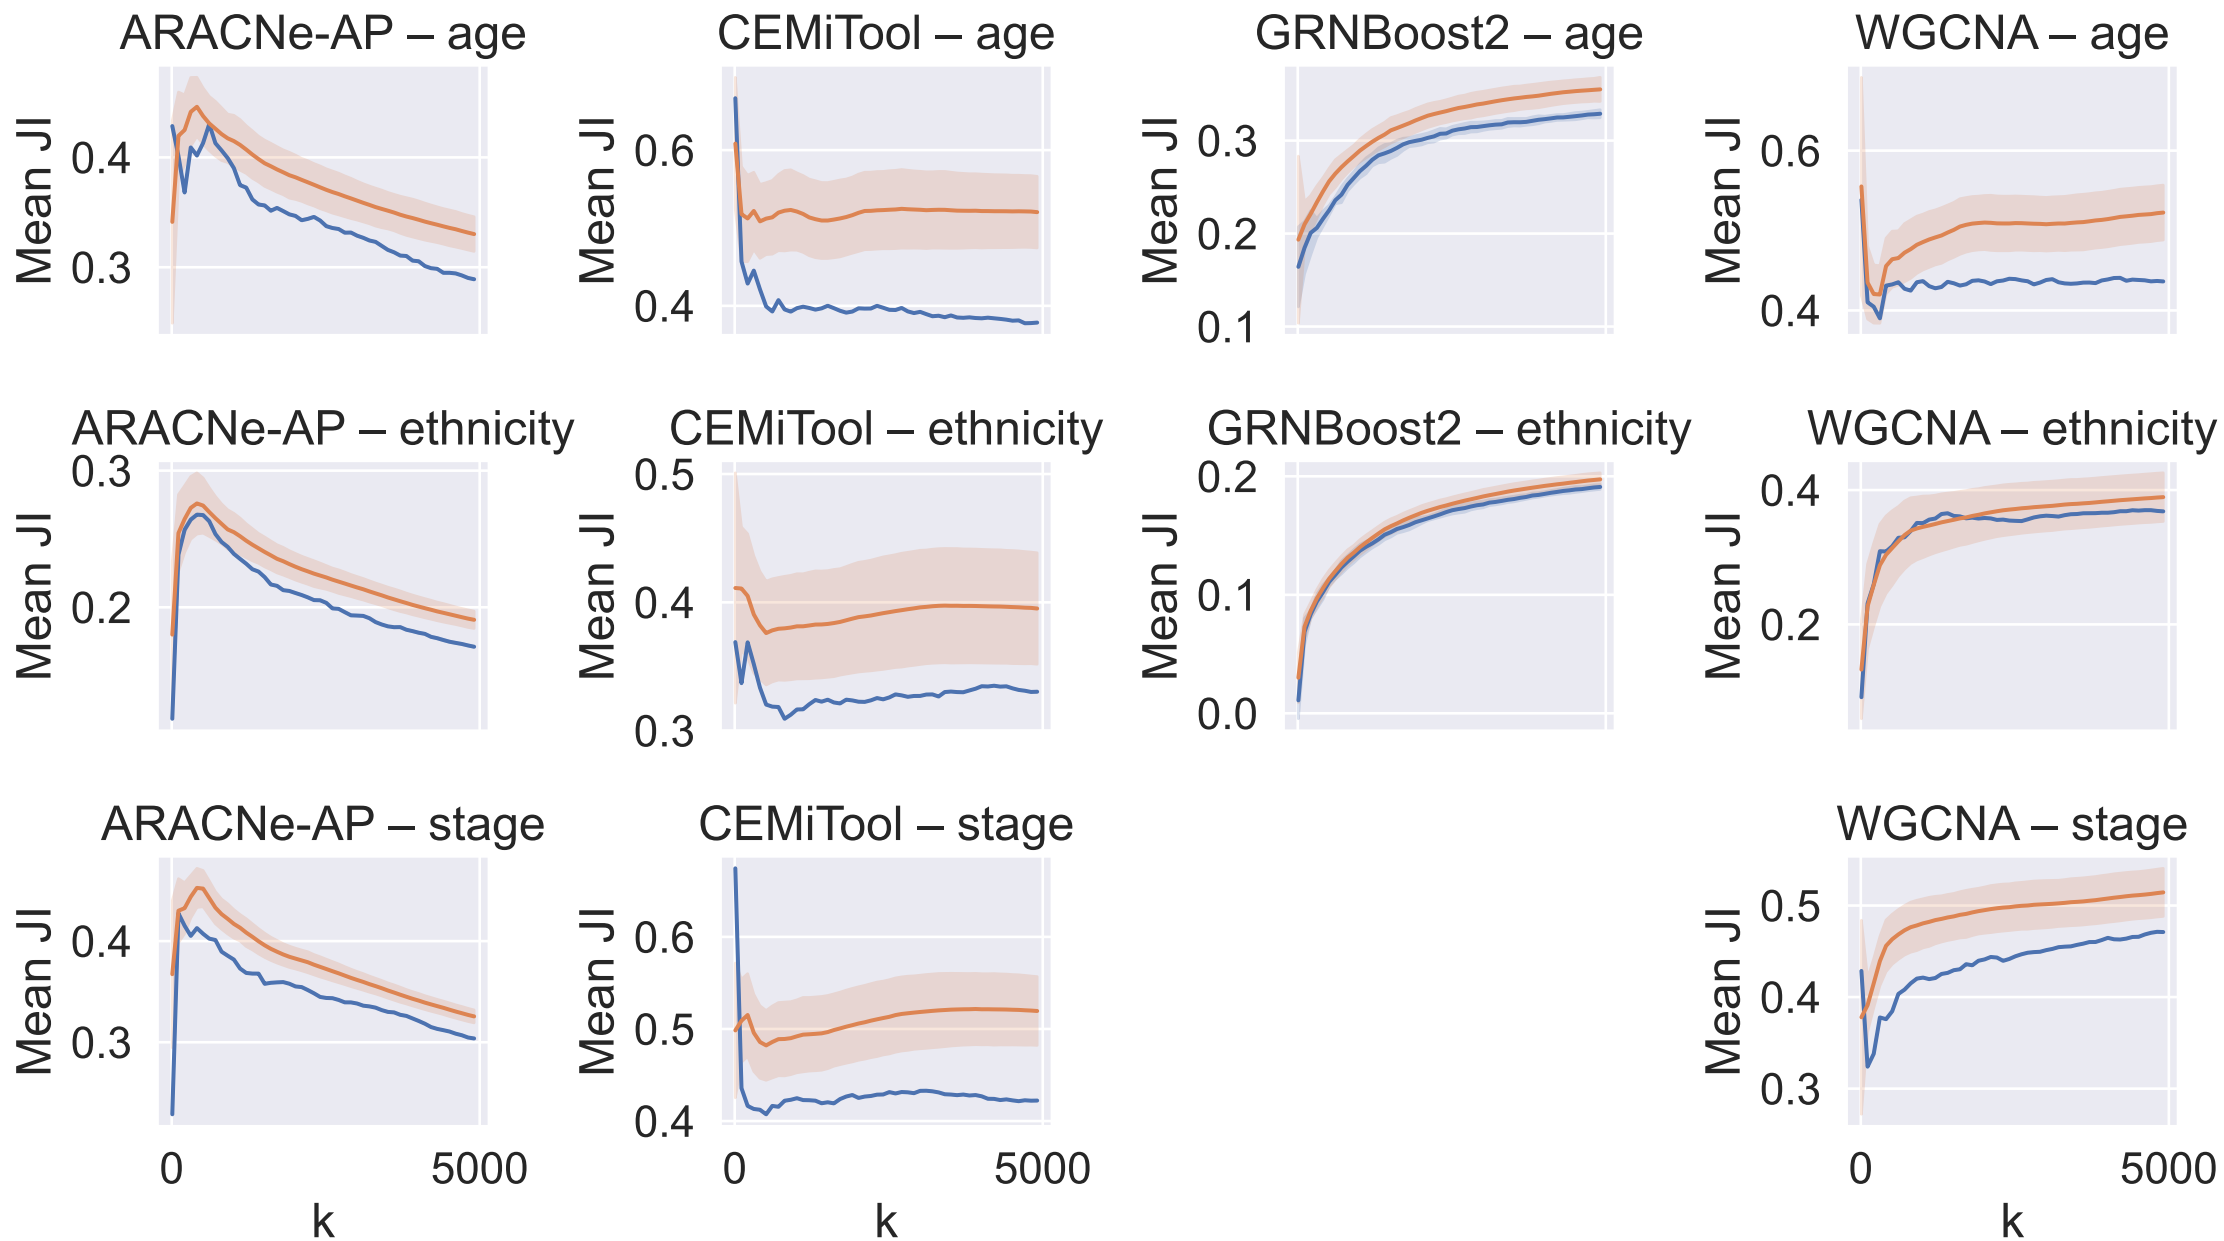 ARACNe-AP – age
CEMiTool – age
GRNBoost2 – age
WGCNA – age
Mean JI
0.4
0.3
Mean JI
0.6
0.4
Mean JI
0.3
0.2
0.1
Mean JI
0.6
0.4
ARACNe-AP – ethnicity
CEMiTool – ethnicity
GRNBoost2 – ethnicity
WGCNA – ethnicity
Mean JI
0.3
0.2
Mean JI
0.5
0.4
0.3
Mean JI
0.2
0.1
0.0
Mean JI
0.4
0.2
ARACNe-AP – stage
CEMiTool – stage
WGCNA – stage
Mean JI
0.4
0.3
0
5000
k
Mean JI
0.6
0.5
0.4
0
5000
k
Mean JI
0.5
0.4
0.3
0
5000
k